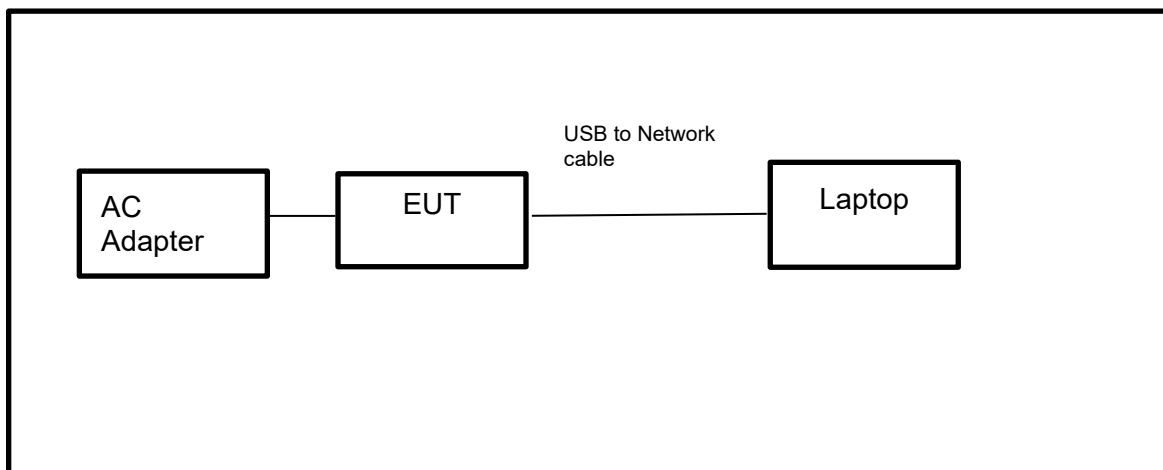 USB to Network
cable
AC
Adapter
EUT
Laptop